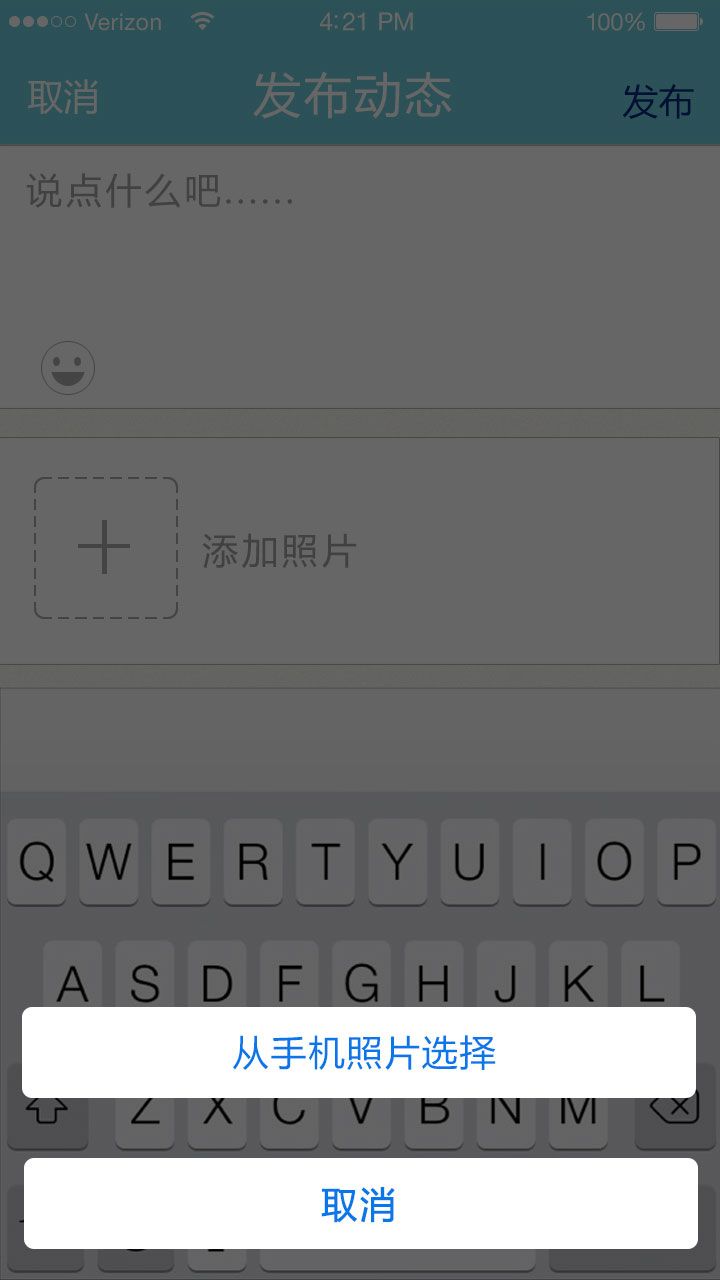 Verizon 4:21 PM 100%
取消 发布动态 发布
说点什么吧......
添加照片
Q W E R T Y U I O P
A S D F G H J K L
从手机照片选择
Z X C V B N M
取消